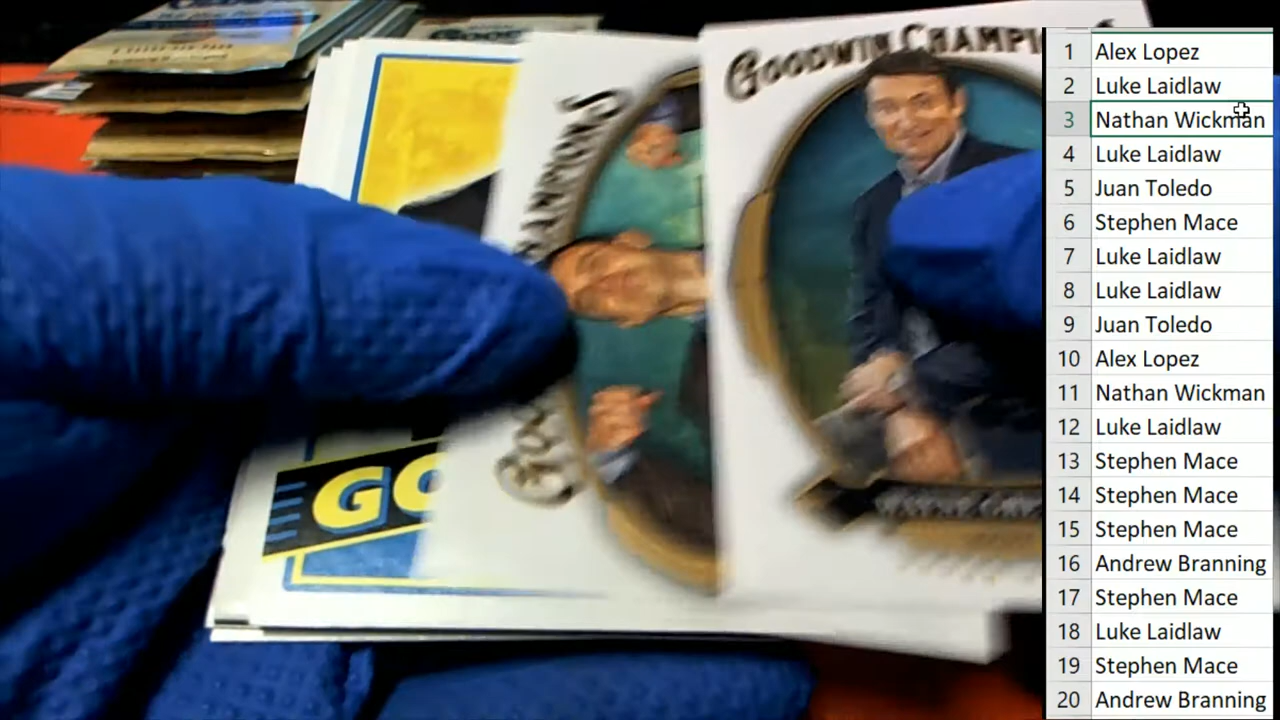 GOODWIN CHAMPI
GO
1 Alex Lopez
2 Luke Laidlaw
3 Nathan Wickman
4 Luke Laidlaw
5 Juan Toledo
6 Stephen Mace
7 Luke Laidlaw
8 Luke Laidlaw
9 Juan Toledo
10 Alex Lopez
11 Nathan Wickman
12 Luke Laidlaw
13 Stephen Mace
14 Stephen Mace
15 Stephen Mace
16 Andrew Branning
17 Stephen Mace
18 Luke Laidlaw
19 Stephen Mace
20 Andrew Branning